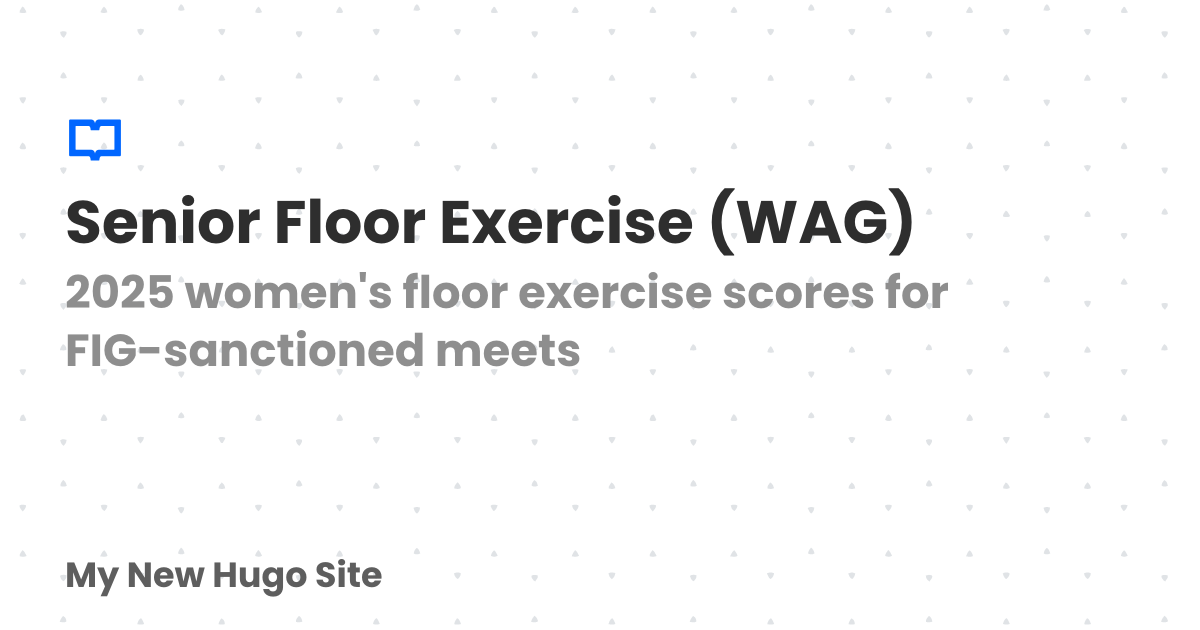 Senior Floor Exercise (WAG)
2025 women's floor exercise scores for
FIG-sanctioned meets
My New Hugo Site